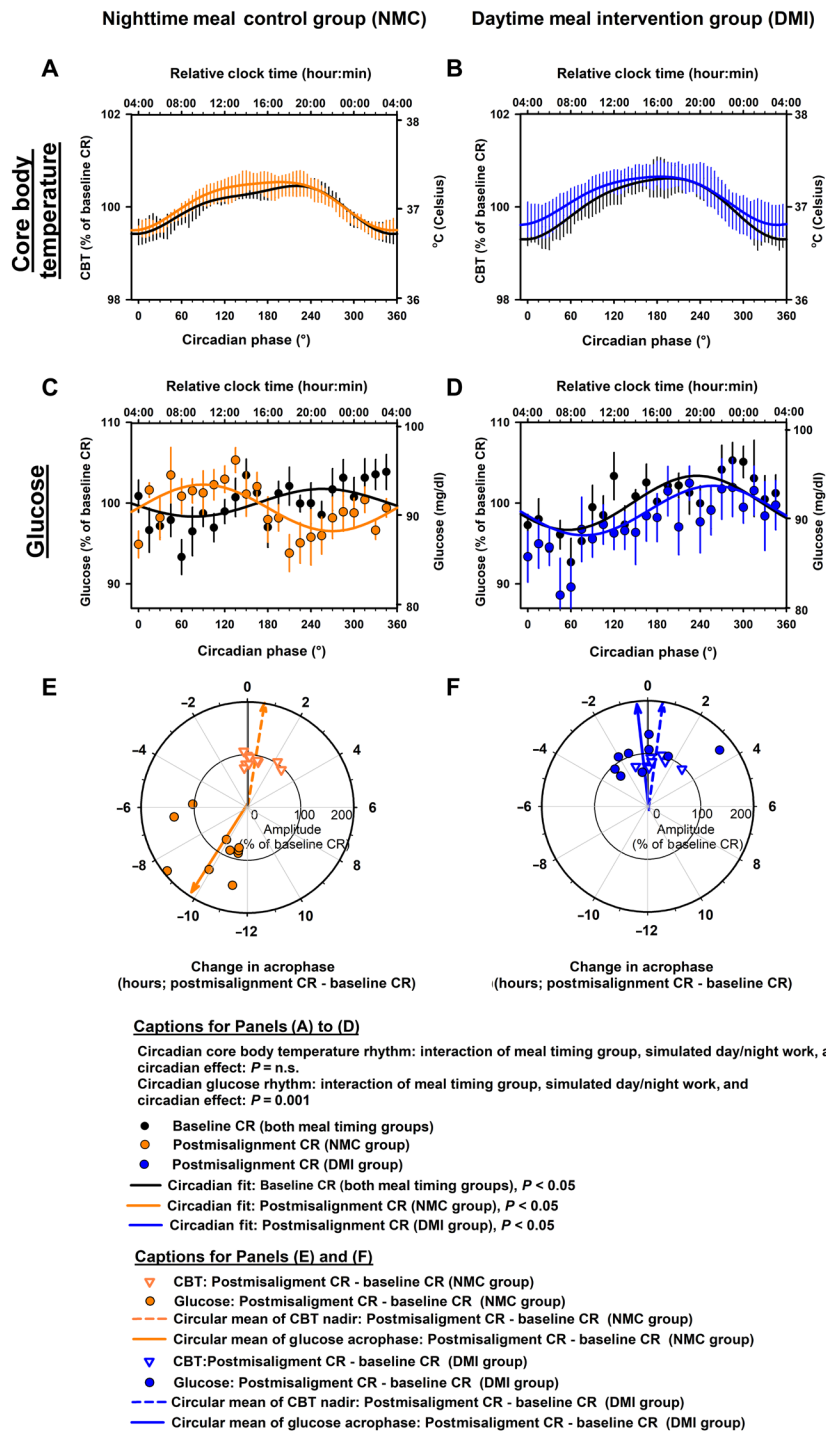 Nighttime meal control group (NMC)
Daytime meal intervention group (DMI)
Core body
temperature
A
Relative clock time (hour:min)
04:00 08:00 12:00 16:00 20:00 00:00 04:00
102
100
98
CBT (% of baseline CR)
38
37
36
°C (Celsius)
0 60 120 180 240 300 360
Circadian phase (°)
B
Relative clock time (hour:min)
04:00 08:00 12:00 16:00 20:00 00:00 04:00
102
100
98
CBT (% of baseline CR)
38
37
36
°C (Celsius)
0 60 120 180 240 300 360
Circadian phase (°)
Glucose
C
Relative clock time (hour:min)
04:00 08:00 12:00 16:00 20:00 00:00 04:00
110
100
90
Glucose (% of baseline CR)
100
90
80
Glucose (mg/dl)
0 60 120 180 240 300 360
Circadian phase (°)
D
Relative clock time (hour:min)
04:00 08:00 12:00 16:00 20:00 00:00 04:00
110
100
90
Glucose (% of baseline CR)
100
90
80
Glucose (mg/dl)
0 60 120 180 240 300 360
Circadian phase (°)
E
0
−2 2
−4 4
−6 6
−8 8
−10 10
−12
0 100 200
Amplitude
(% of baseline CR)
Change in acrophase
(hours; postmisalignment CR - baseline CR)
F
0
−2 2
−4 4
−6 6
−8 8
−10 10
−12
0 100 200
Amplitude
(% of baseline CR)
Change in acrophase
(hours; postmisalignment CR - baseline CR)
Captions for Panels (A) to (D)
Circadian core body temperature rhythm: interaction of meal timing group, simulated day/night work, a
circadian effect: P = n.s.
Circadian glucose rhythm: interaction of meal timing group, simulated day/night work, and
circadian effect: P = 0.001
Baseline CR (both meal timing groups)
Postmisalignment CR (NMC group)
Postmisalignment CR (DMI group)
Circadian fit: Baseline CR (both meal timing groups), P < 0.05
Circadian fit: Postmisalignment CR (NMC group), P < 0.05
Circadian fit: Postmisalignment CR (DMI group), P < 0.05
Captions for Panels (E) and (F)
CBT: Postmisaligment CR - baseline CR (NMC group)
Glucose: Postmisaligment CR - baseline CR (NMC group)
Circular mean of CBT nadir: Postmisaligment CR - baseline CR (NMC group)
Circular mean of glucose acrophase: Postmisaligment CR - baseline CR (NMC group)
CBT:Postmisaligment CR - baseline CR (DMI group)
Glucose: Postmisaligment CR - baseline CR (DMI group)
Circular mean of CBT nadir: Postmisaligment CR - baseline CR (DMI group)
Circular mean of glucose acrophase: Postmisaligment CR - baseline CR (DMI group)